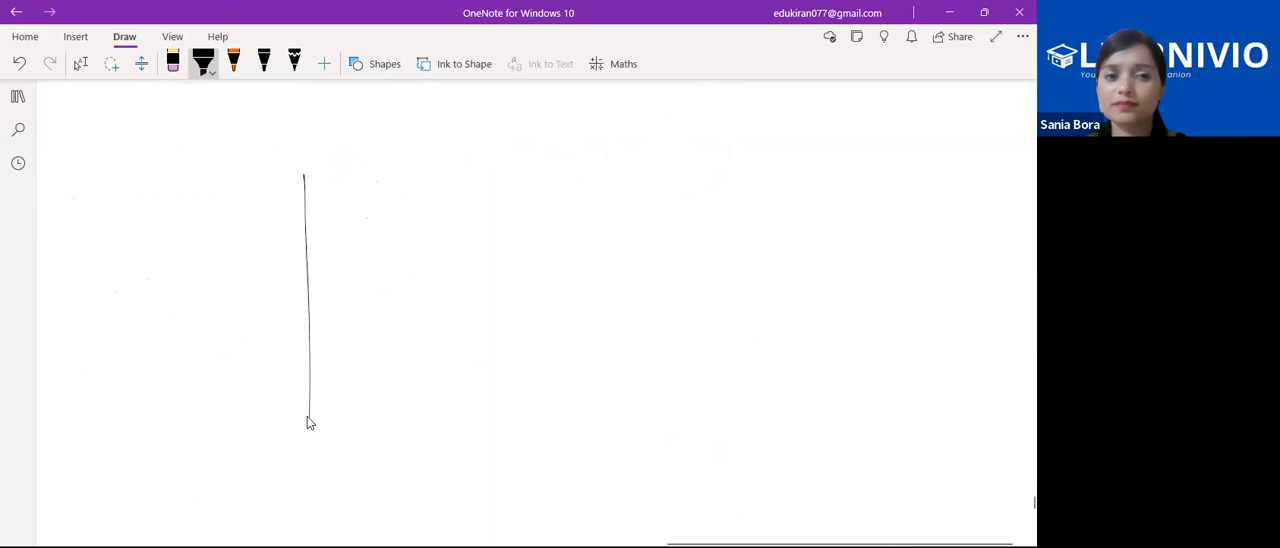 OneNote for Windows 10
edukiran077@gmail.com
Home
Insert
Draw
View
Help
Share
Shapes
Ink to Shape
Ink to Text
Maths
Sania Bora